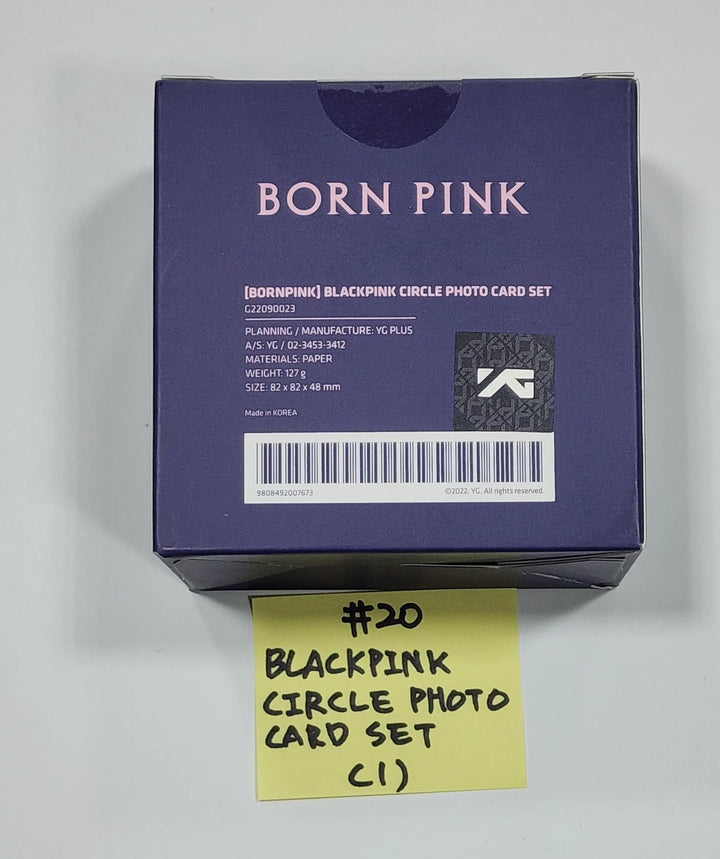 BORN PINK
[BORNPINK] BLACKPINK CIRCLE PHOTO CARD SET
G22090023
PLANNING / MANUFACTURE: YG PLUS
A/S: YG / 02-3453-3412
MATERIALS: PAPER
WEIGHT: 127 g
SIZE: 82 x 82 x 48 mm
Made in KOREA
YG
9808492007673
©2022. YG. All rights reserved.
#20
BLACKPINK
CIRCLE PHOTO
CARD SET
(1)